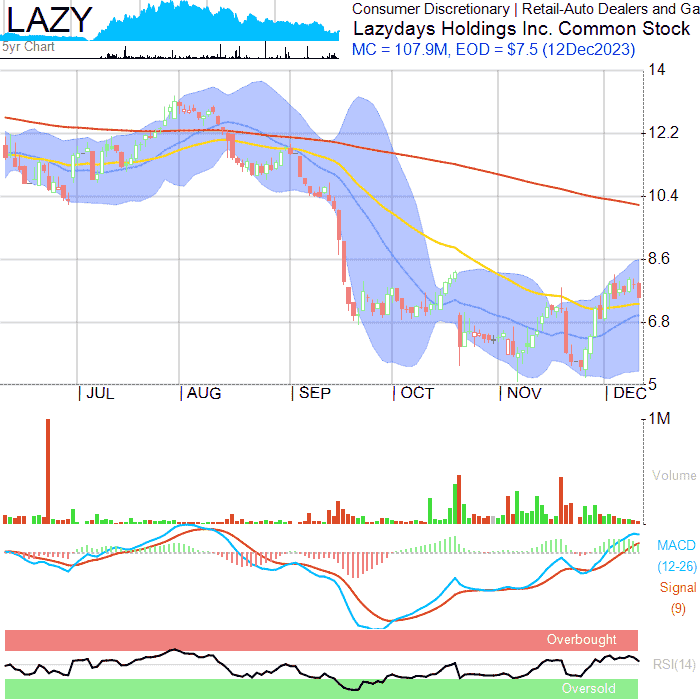 LAZY
5yr Chart
Consumer Discretionary | Retail-Auto Dealers and Ga
Lazydays Holdings Inc. Common Stock
MC = 107.9M, EOD = $7.5 (12Dec2023)
14
12.2
10.4
8.6
6.8
5
| JUL | AUG | SEP | OCT | NOV | DEC
1M
Volume
MACD
(12-26)
Signal
(9)
Overbought
RSI(14)
Oversold